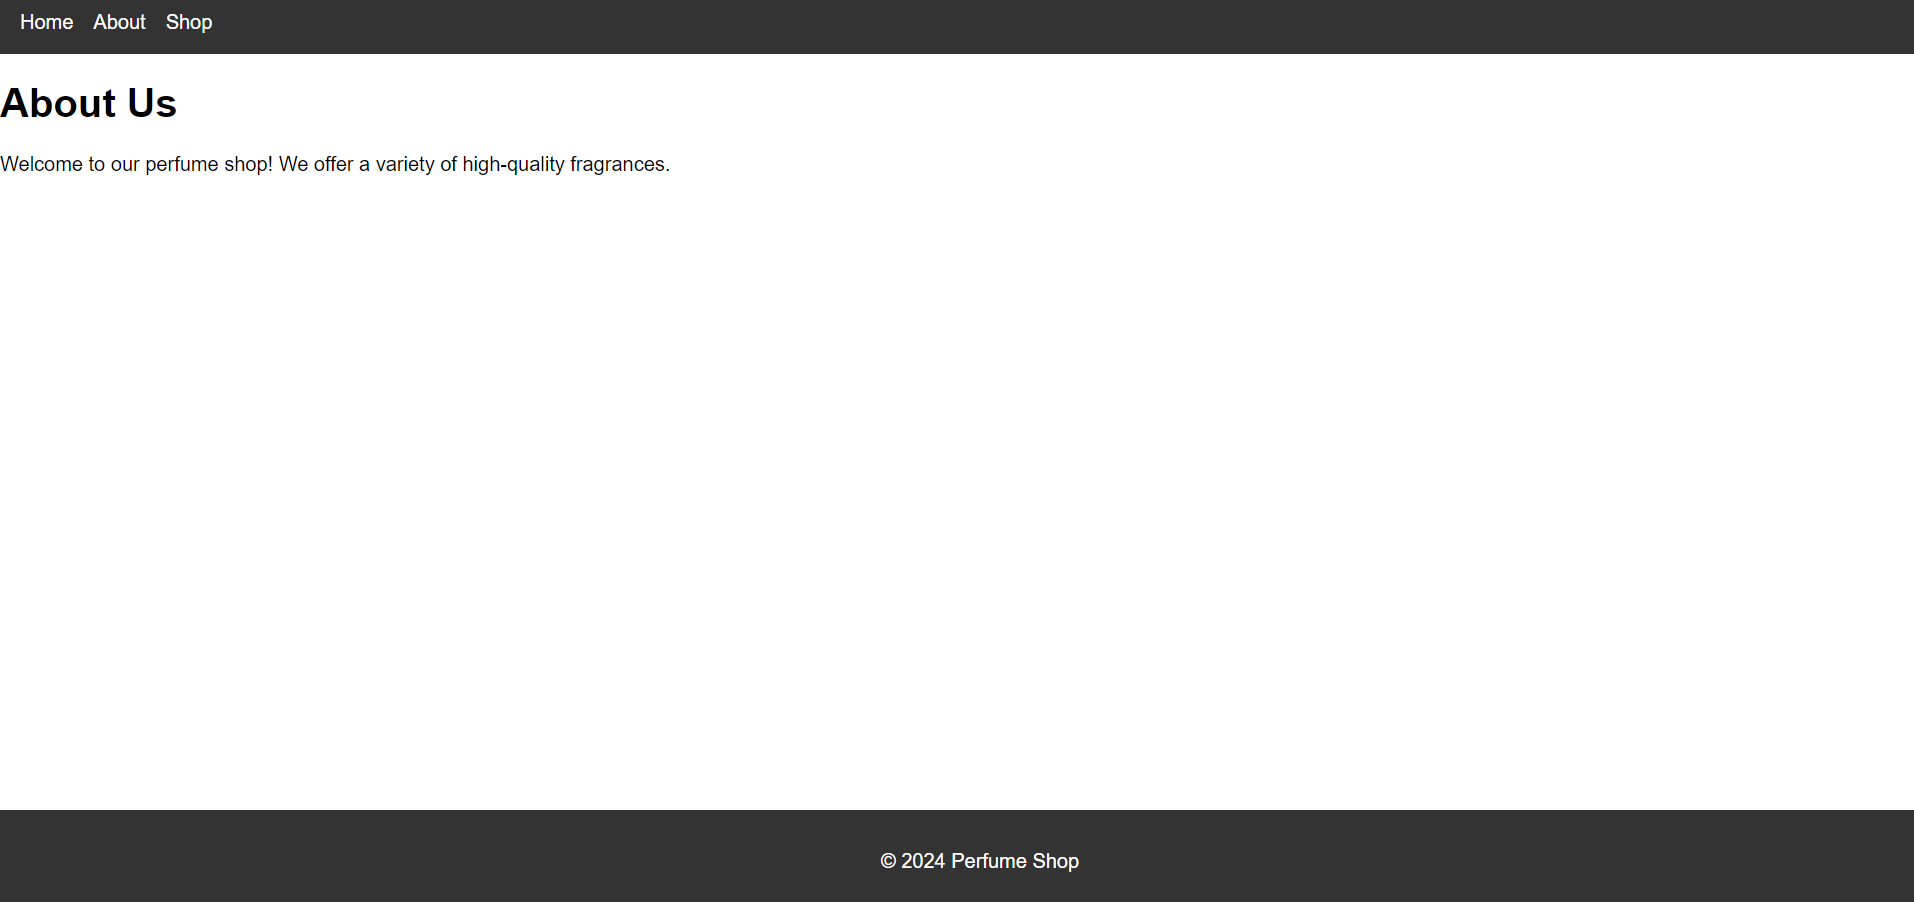 Home About Shop
About Us
Welcome to our perfume shop! We offer a variety of high-quality fragrances.
© 2024 Perfume Shop